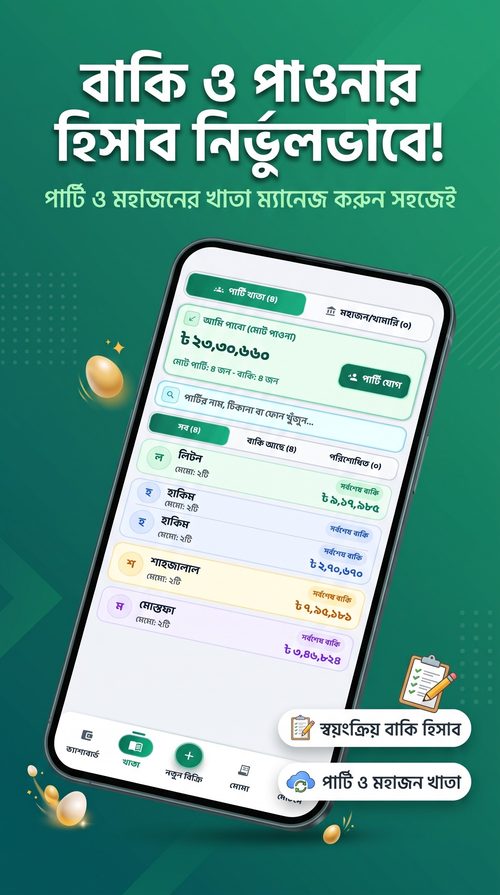 বাকি ও পাওনার
হিসাব নির্ভুলভাবে!
পার্টি ও মহাজনের খাতা ম্যানেজ করুন সহজেই
পার্টি খাতা (৪)
মহাজন/খামারি (০)
আমি পাবো (মোট পাওনা)
৳ ২৩,৩০,৬৬০
মোট পার্টি: ৪ জন · বাকি: ৪ জন
পার্টি যোগ
পার্টির নাম, ঠিকানা বা ফোন খুঁজুন...
সব (৪)
বাকি আছে (৪)
পরিশোধিত (০)
ল
লিটন
মেমো: ২টি
সর্বশেষ বাকি
৳ ৯,১৭,৯৮৫
হ
হাকিম
মেমো: ২টি
সর্বশেষ বাকি
হ
হাকিম
মেমো: ২টি
সর্বশেষ বাকি
৳ ২,৭০,৬৭০
শ
শাহজালাল
মেমো: ২টি
সর্বশেষ বাকি
৳ ৭,৯৫,১৮১
ম
মোস্তফা
মেমো: ২টি
সর্বশেষ বাকি
৳ ৩,৪৬,৮২৪
ড্যাশবোর্ড
খাতা
নতুন বিক্রি
মোমা
স্বয়ংক্রিয় বাকি হিসাব
পার্টি ও মহাজন খাতা